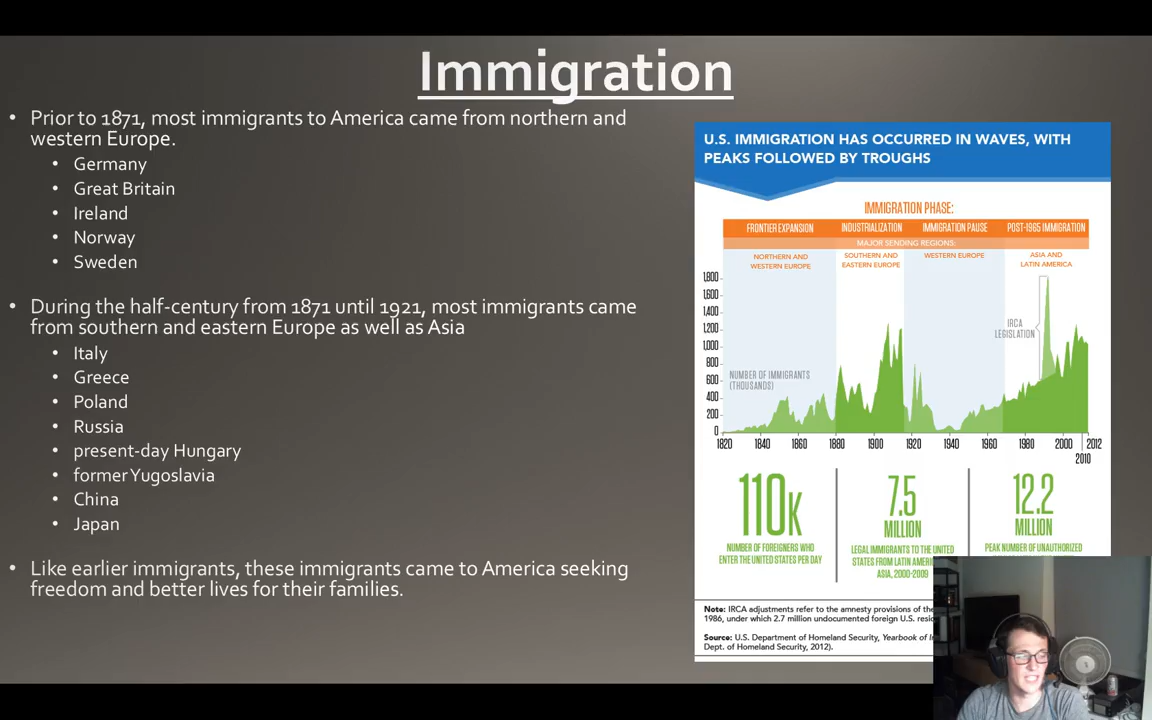 Immigration
Prior to 1871, most immigrants to America came from northern and
western Europe.
Germany
Great Britain
Ireland
Norway
Sweden
During the half-century from 1871 until 1921, most immigrants came
from southern and eastern Europe as well as Asia
Italy
Greece
Poland
Russia
present-day Hungary
former Yugoslavia
China
Japan
Like earlier immigrants, these immigrants came to America seeking
freedom and better lives for their families.
U.S. IMMIGRATION HAS OCCURRED IN WAVES, WITH
PEAKS FOLLOWED BY TROUGHS
IMMIGRATION PHASE:
FRONTIER EXPANSION INDUSTRIALIZATION IMMIGRATION PAUSE POST-1965 IMMIGRATION
MAJOR SENDING REGIONS:
NORTHERN AND
WESTERN EUROPE
SOUTHERN AND
EASTERN EUROPE
WESTERN EUROPE
ASIA AND
LATIN AMERICA
1,800
1,600
1,400
1,200
1,000
800
600
400
200
0
IRCA
LEGISLATION
NUMBER OF IMMIGRANTS
(THOUSANDS)
1820 1840 1860 1880 1900 1920 1940 1960 1980 2000 2012
2010
110K
NUMBER OF FOREIGNERS WHO
ENTER THE UNITED STATES PER DAY
7.5
MILLION
LEGAL IMMIGRANTS TO THE UNITED
STATES FROM LATIN AMERIC
ASIA, 2000-2009
12.2
MILLION
PEAK NUMBER OF UNAUTHORIZED
Note: IRCA adjustments refer to the amnesty provisions of the
1986, under which 2.7 million undocumented foreign U.S. resi
Source: U.S. Department of Homeland Security, Yearbook of I
Dept. of Homeland Security, 2012).